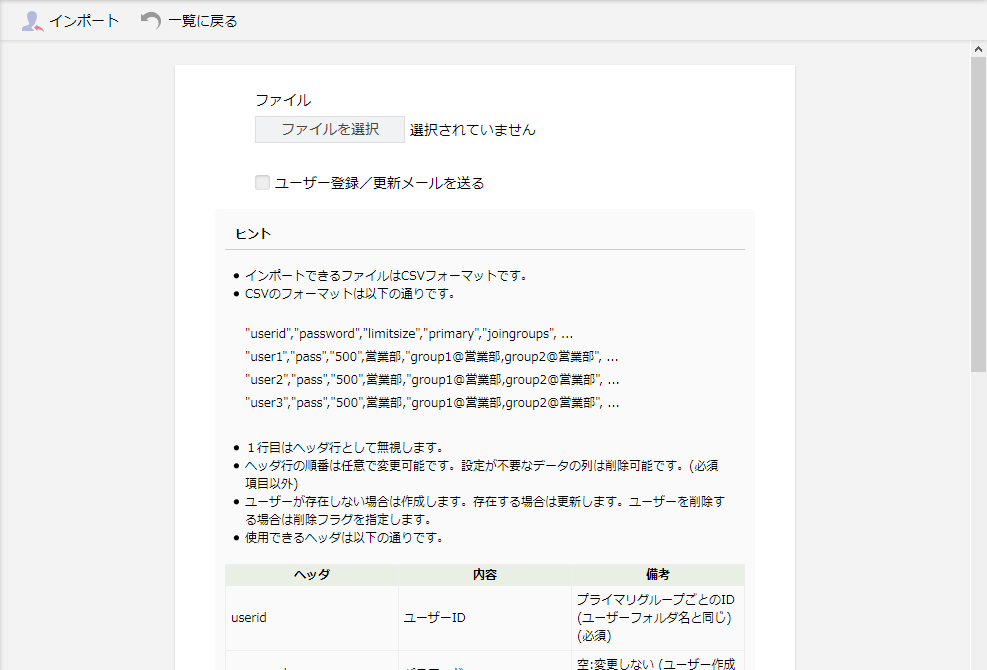 インポート 一覧に戻る
ファイル
ファイルを選択 選択されていません
ユーザー登録／更新メールを送る
ヒント
● インポートできるファイルはCSVフォーマットです。
● CSVのフォーマットは以下の通りです。
"userid","password","limitsize","primary","joingroups", ...
"user1","pass","500",営業部,"group1@営業部,group2@営業部", ...
"user2","pass","500",営業部,"group1@営業部,group2@営業部", ...
"user3","pass","500",営業部,"group1@営業部,group2@営業部", ...
● １行目はヘッダ行として無視します。
● ヘッダ行の順番は任意で変更可能です。設定が不要なデータの列は削除可能です。(必須
項目以外)
● ユーザーが存在しない場合は作成します。存在する場合は更新します。ユーザーを削除す
る場合は削除フラグを指定します。
● 使用できるヘッダは以下の通りです。
ヘッダ 内容 備考
userid ユーザーID プライマリグループごとのID
(ユーザーフォルダ名と同じ)
(必須)
空:変更しない (ユーザー作成